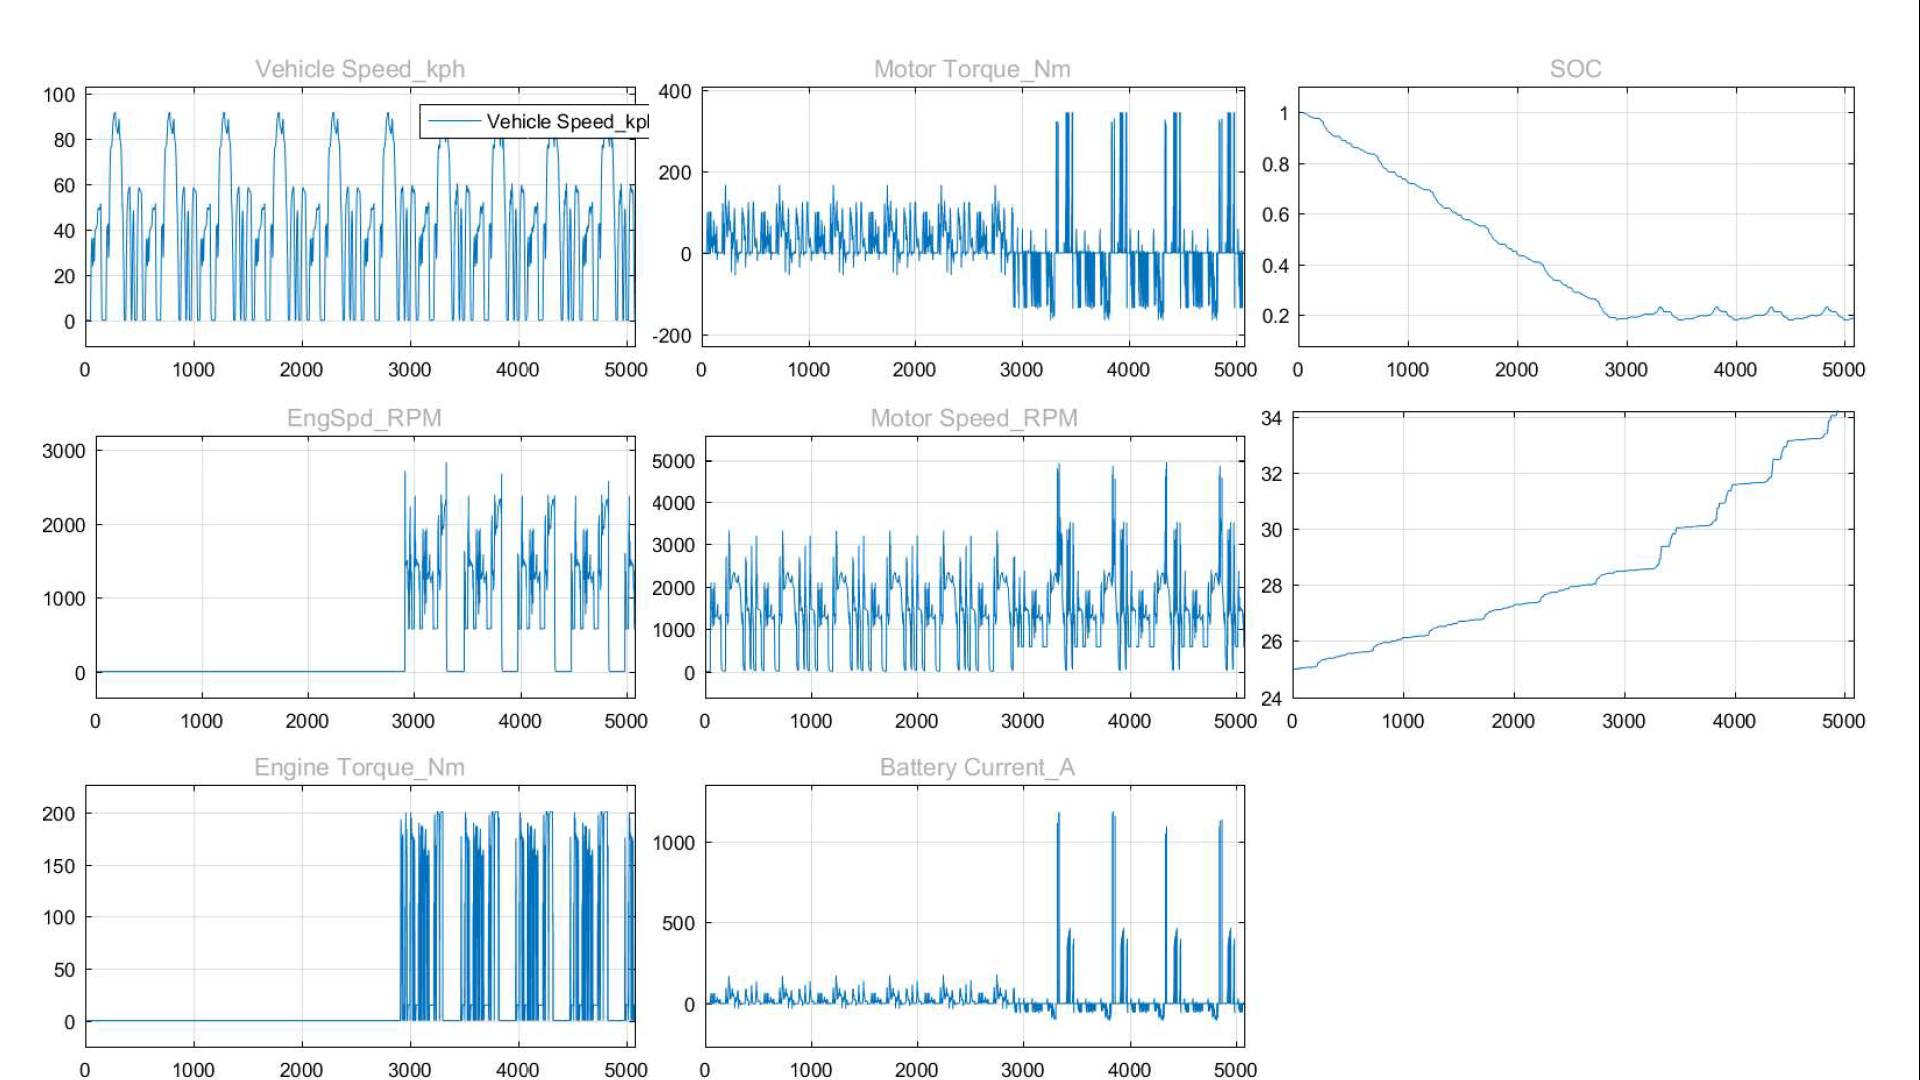 Vehicle Speed_kph
100
80
60
40
20
0
0 1000 2000 3000 4000 5000
Vehicle Speed_kp
Motor Torque_Nm
400
200
0
-200
0 1000 2000 3000 4000 5000
SOC
1
0.8
0.6
0.4
0.2
0 1000 2000 3000 4000 5000
EngSpd_RPM
3000
2000
1000
0
0 1000 2000 3000 4000 5000
Motor Speed_RPM
5000
4000
3000
2000
1000
0
0 1000 2000 3000 4000 5000
34
32
30
28
26
24
0 1000 2000 3000 4000 5000
Engine Torque_Nm
200
150
100
50
0
0 1000 2000 3000 4000 5000
Battery Current_A
1000
500
0
0 1000 2000 3000 4000 5000